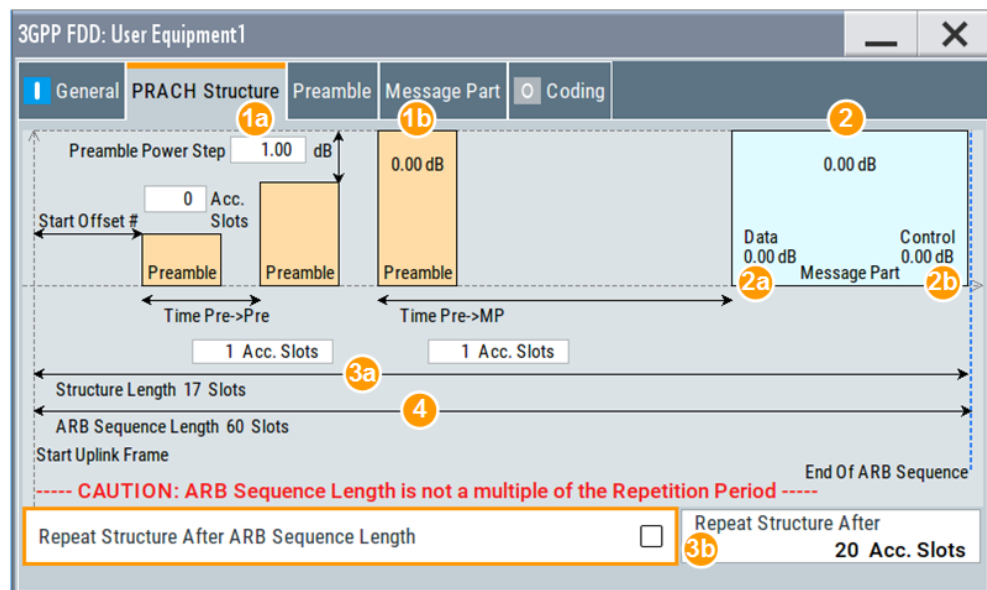 3GPP FDD: User Equipment1
General PRACH Structure Preamble Message Part O Coding
1a 1b 2
Preamble Power Step 1.00 dB 0.00 dB 0.00 dB
0 Acc.
Start Offset # Slots
Data Control
0.00 dB 0.00 dB
Preamble Preamble Preamble Message Part
2a 2b
Time Pre->Pre Time Pre->MP
1 Acc. Slots 1 Acc. Slots
3a
Structure Length 17 Slots
4
ARB Sequence Length 60 Slots
Start Uplink Frame
End Of ARB Sequence
----- CAUTION: ARB Sequence Length is not a multiple of the Repetition Period -----
Repeat Structure After ARB Sequence Length
Repeat Structure After
3b 20 Acc. Slots